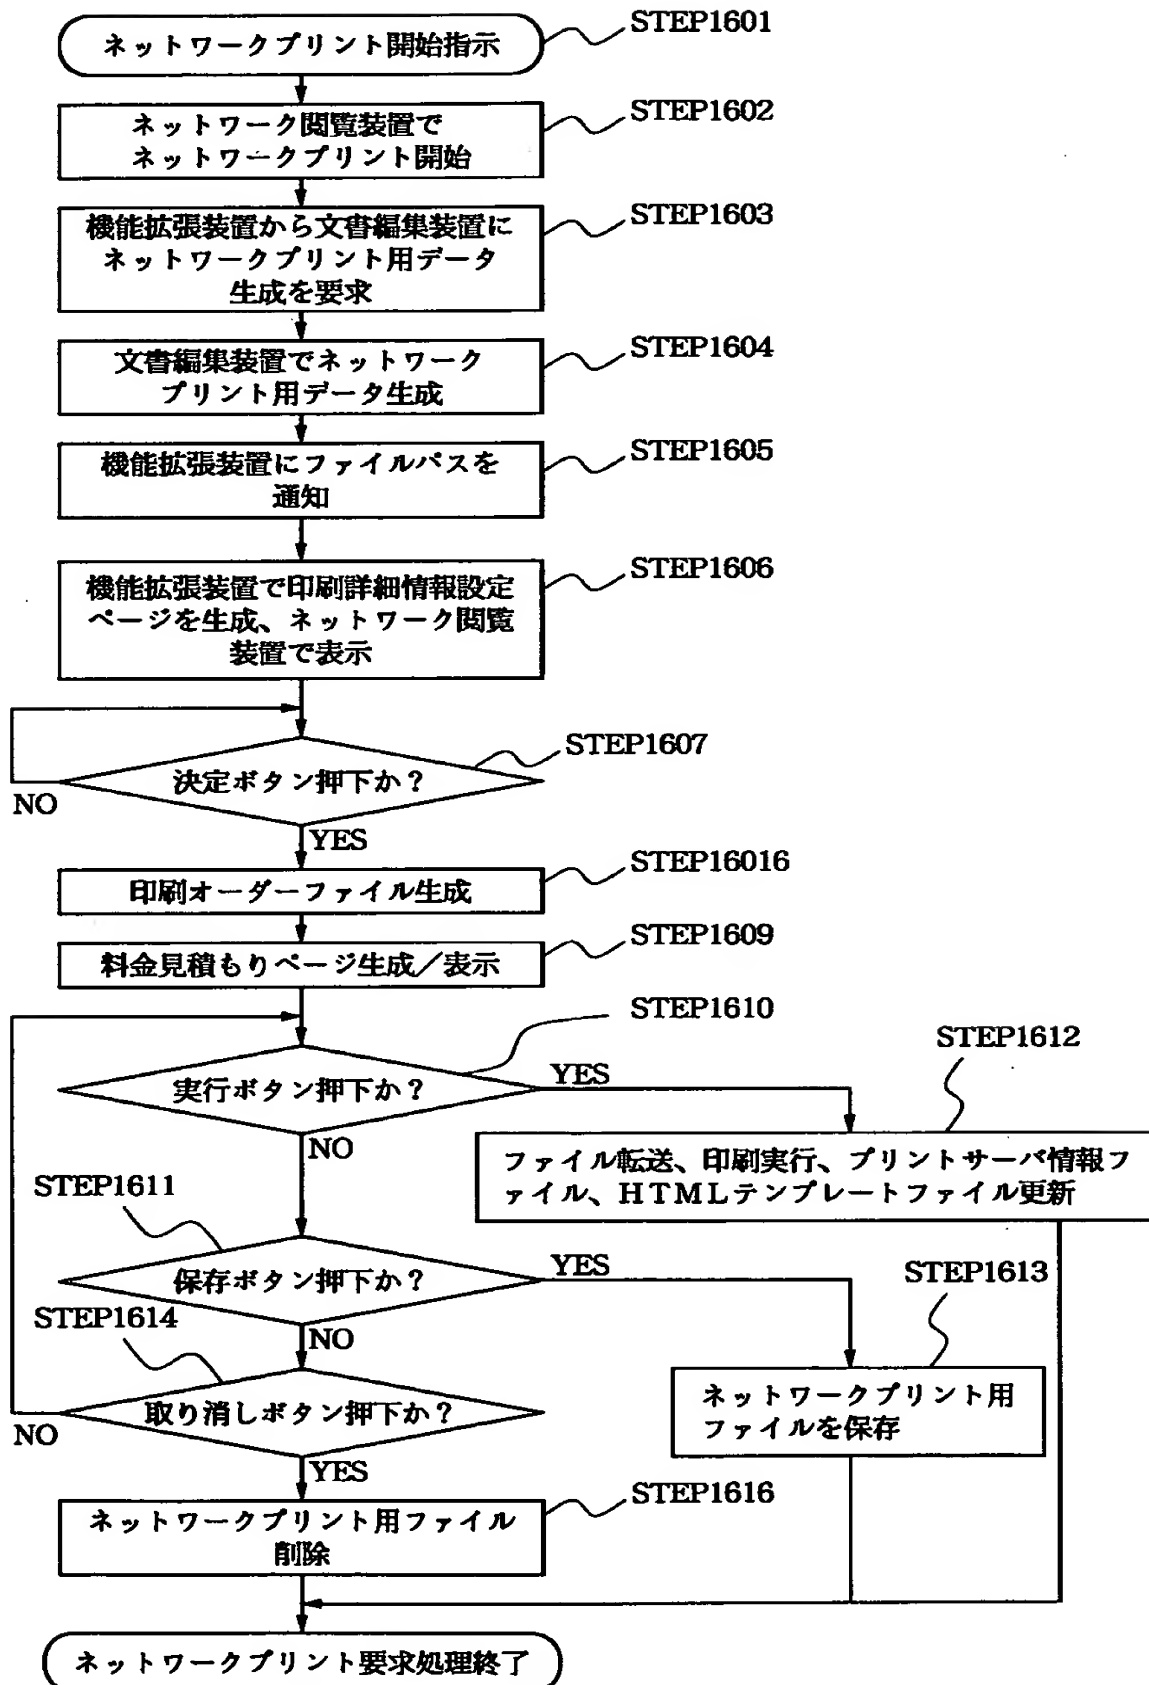 ネットワークプリント開始指示
STEP1601
ネットワーク閲覧装置で
ネットワークプリント開始
STEP1602
機能拡張装置から文書編集装置に
ネットワークプリント用データ
生成を要求
STEP1603
文書編集装置でネットワーク
プリント用データ生成
STEP1604
機能拡張装置にファイルパスを
通知
STEP1605
機能拡張装置で印刷詳細情報設定
ページを生成、ネットワーク閲覧
装置で表示
STEP1606
決定ボタン押下か？
STEP1607
NO
YES
印刷オーダーファイル生成
STEP16016
料金見積もりページ生成／表示
STEP1609
実行ボタン押下か？
STEP1610
YES
NO
STEP1612
ファイル転送、印刷実行、プリントサーバ情報フ
ァイル、ＨＴＭＬテンプレートファイル更新
STEP1611
保存ボタン押下か？
YES
NO
STEP1613
ネットワークプリント用
ファイルを保存
STEP1614
取り消しボタン押下か？
NO
YES
ネットワークプリント用ファイル
削除
STEP1616
ネットワークプリント要求処理終了